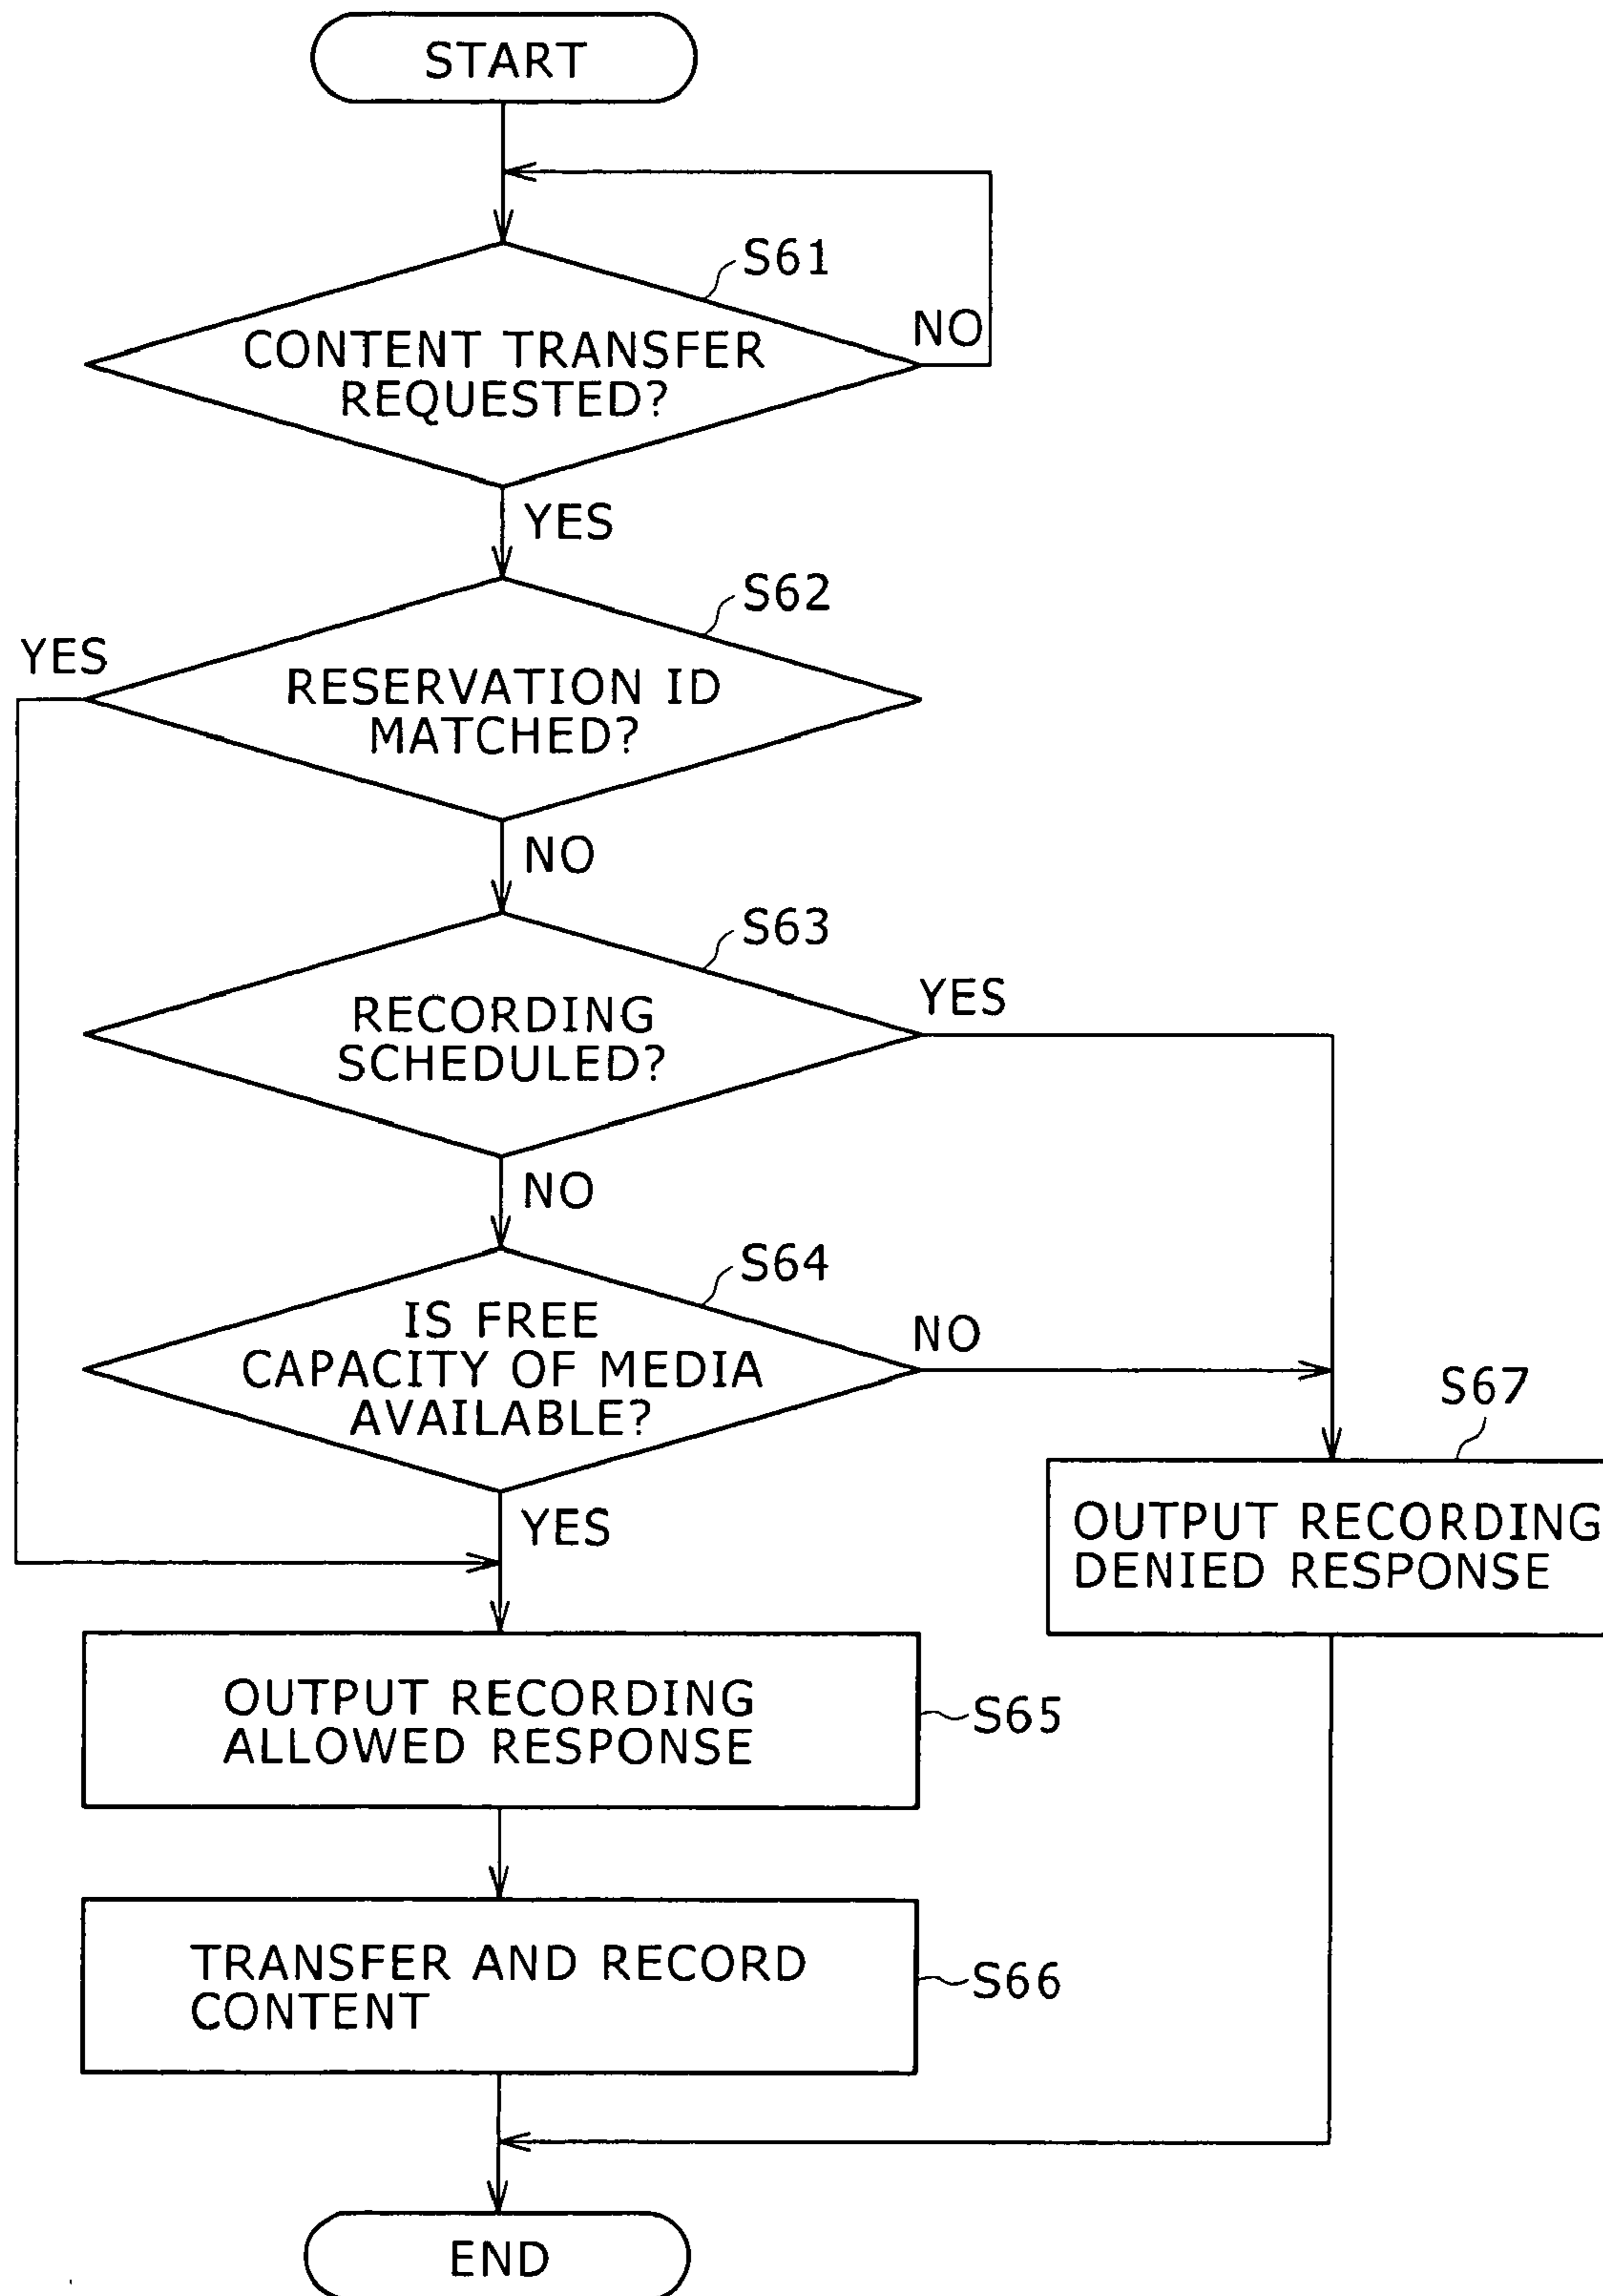 START
S61
NO
CONTENT TRANSFER
REQUESTED?
YES
S62
YES
RESERVATION ID
MATCHED?
NO
S63
YES
RECORDING
SCHEDULED?
NO
S64
NO
IS FREE
CAPACITY OF MEDIA
AVAILABLE?
S67
YES
OUTPUT RECORDING
DENIED RESPONSE
OUTPUT RECORDING
ALLOWED RESPONSE
S65
TRANSFER AND RECORD
CONTENT
S66
END